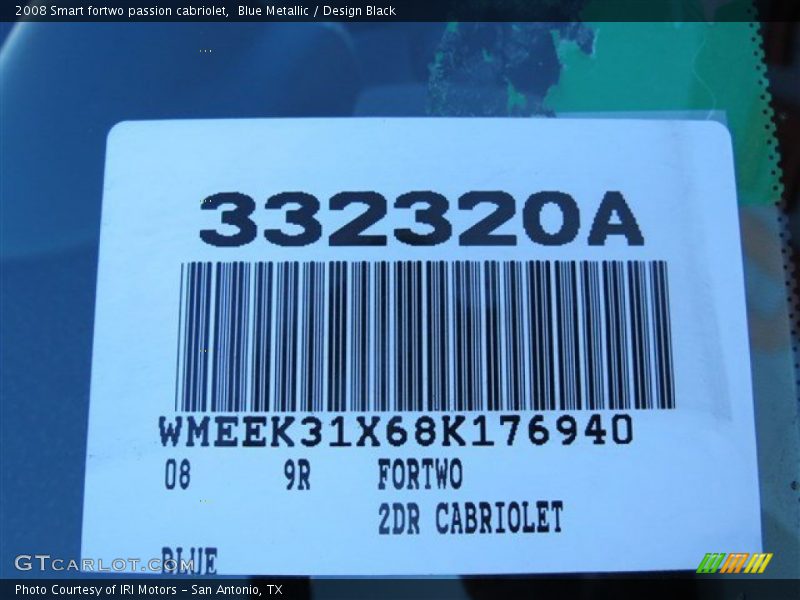 2008 Smart fortwo passion cabriolet,  Blue Metallic / Design Black
332320A
WMEEK31X68K176940
08 9R FORTWO
2DR CABRIOLET
BLUE
GTCARLOT.COM
Photo Courtesy of IRI Motors - San Antonio, TX